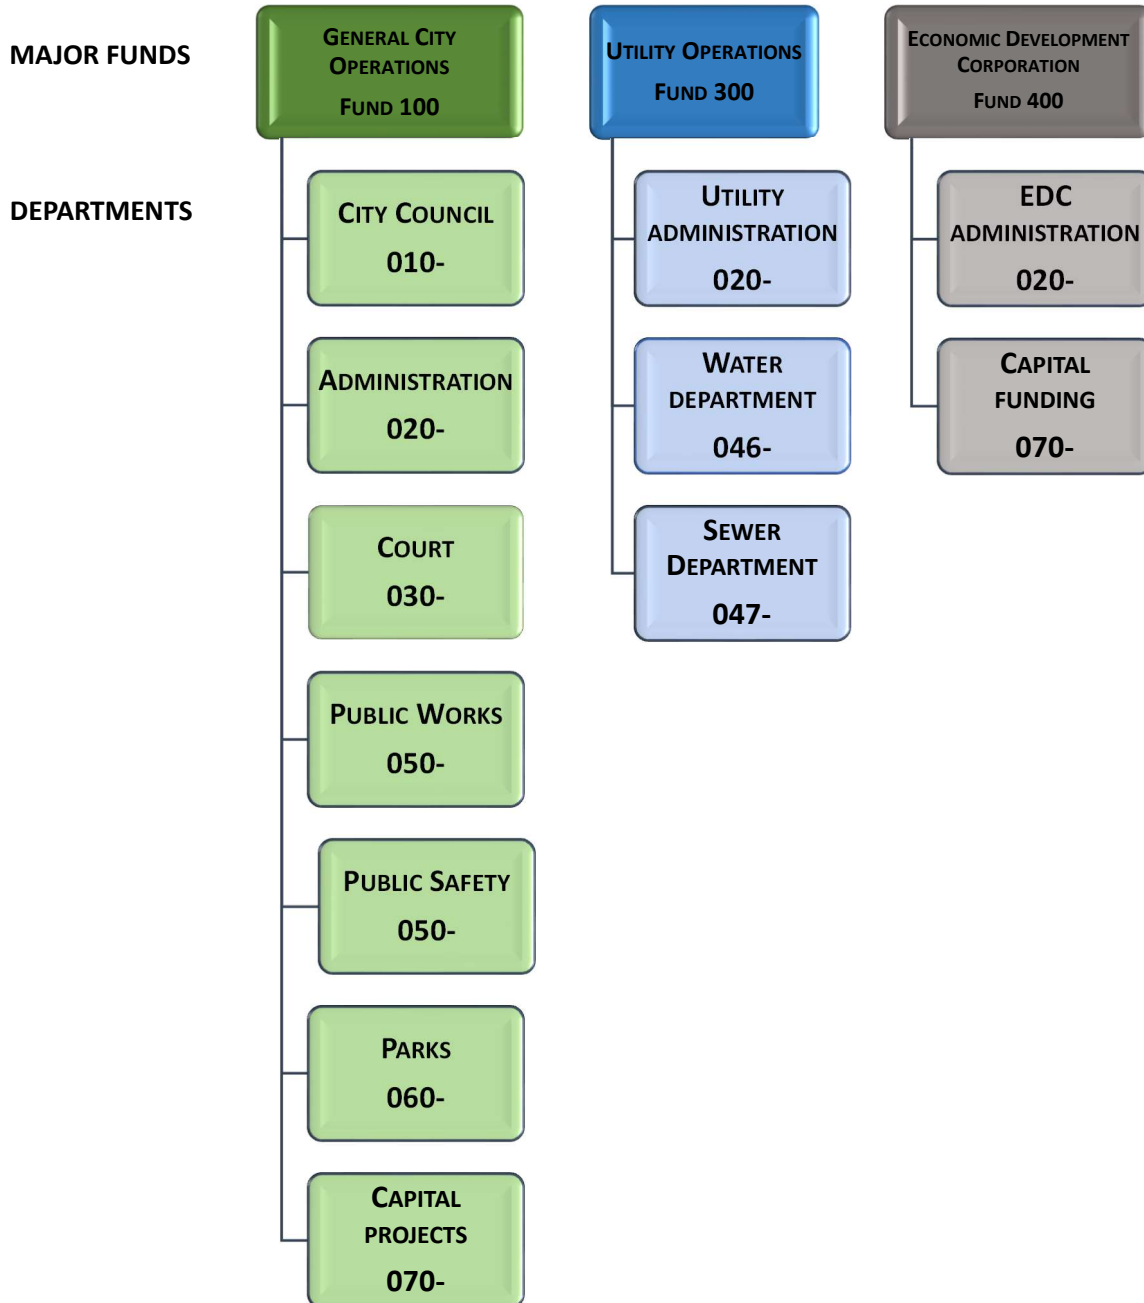 MAJOR FUNDS
GENERAL CITY
OPERATIONS
FUND 100
UTILITY OPERATIONS
FUND 300
ECONOMIC DEVELOPMENT
CORPORATION
FUND 400
DEPARTMENTS
CITY COUNCIL
010-
ADMINISTRATION
020-
COURT
030-
PUBLIC WORKS
050-
PUBLIC SAFETY
050-
PARKS
060-
CAPITAL
PROJECTS
070-
UTILITY
ADMINISTRATION
020-
WATER
DEPARTMENT
046-
SEWER
DEPARTMENT
047-
EDC
ADMINISTRATION
020-
CAPITAL
FUNDING
070-